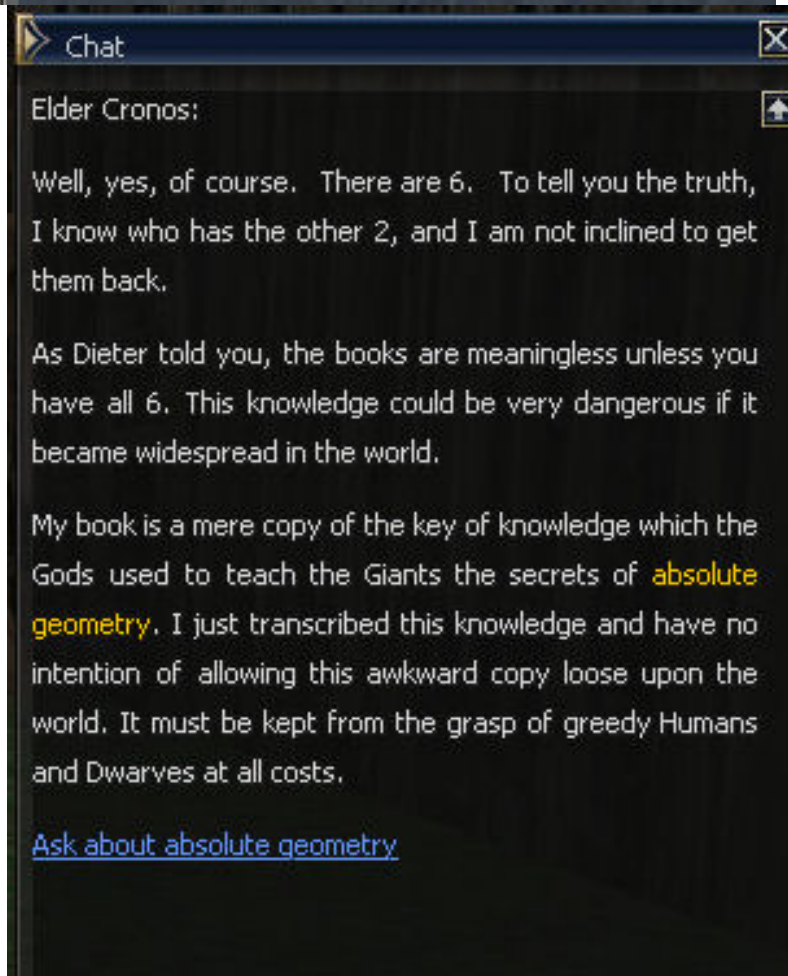 Chat
Elder Cronos:
Well, yes, of course. There are 6. To tell you the truth,
I know who has the other 2, and I am not inclined to get
them back.
As Dieter told you, the books are meaningless unless you
have all 6. This knowledge could be very dangerous if it
became widespread in the world.
My book is a mere copy of the key of knowledge which the
Gods used to teach the Giants the secrets of absolute
geometry. I just transcribed this knowledge and have no
intention of allowing this awkward copy loose upon the
world. It must be kept from the grasp of greedy Humans
and Dwarves at all costs.
Ask about absolute geometry